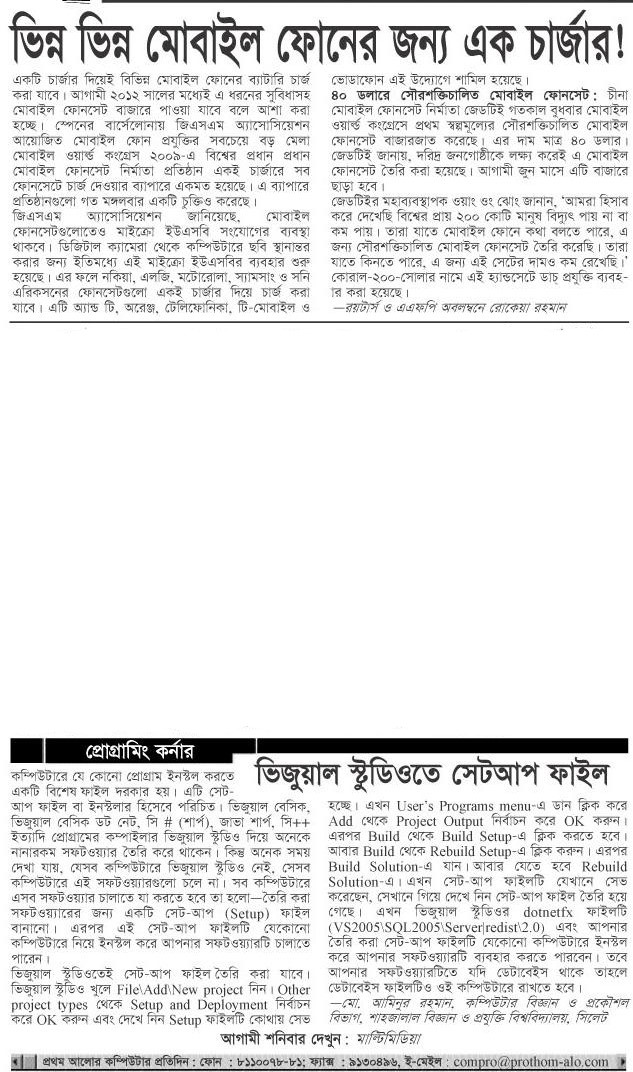 ভিন্ন ভিন্ন মোবাইল ফোনের জন্য এক চার্জার!
একটি চার্জার দিয়েই বিভিন্ন মোবাইল ফোনের ব্যাটারি চার্জ
করা যাবে। আগামী ২০১২ সালের মধ্যেই এ ধরনের সুবিধাসহ
মোবাইল ফোনসেট বাজারে পাওয়া যাবে বলে আশা করা
হচ্ছে। স্পেনের বার্সেলোনায় জিএসএম অ্যাসোসিয়েশন
আয়োজিত মোবাইল ফোন প্রযুক্তির সবচেয়ে বড় মেলা
মোবাইল ওয়ার্ল্ড কংগ্রেস ২০০৯-এ বিশ্বের প্রধান প্রধান
মোবাইল ফোনসেট নির্মাতা প্রতিষ্ঠান একই চার্জারে সব
ফোনসেটে চার্জ দেওয়ার ব্যাপারে একমত হয়েছে। এ ব্যাপারে
প্রতিষ্ঠানগুলো গত মঙ্গলবার একটি চুক্তিও করেছে।
জিএসএম অ্যাসোসিয়েশন জানিয়েছে, মোবাইল
ফোনসেটগুলোতেও মাইক্রো ইউএসবি সংযোগের ব্যবস্থা
থাকবে। ডিজিটাল ক্যামেরা থেকে কম্পিউটারে ছবি স্থানান্তর
করার জন্য ইতিমধ্যে এই মাইক্রো ইউএসবির ব্যবহার শুরু
হয়েছে। এর ফলে নকিয়া, এলজি, মটোরোলা, স্যামসাং ও সনি
এরিকসনের ফোনসেটগুলো একই চার্জার দিয়ে চার্জ করা
যাবে। এটি অ্যান্ড টি, অরেঞ্জ, টেলিফোনিকা, টি-মোবাইল ও
ভোডাফোন এই উদ্যোগে শামিল হয়েছে।
৪০ ডলারে সৌরশক্তিচালিত মোবাইল ফোনসেট: চীনা
মোবাইল ফোনসেট নির্মাতা জেডটিই গতকাল বুধবার মোবাইল
ওয়ার্ল্ড কংগ্রেসে প্রথম স্বল্পমূল্যের সৌরশক্তিচালিত মোবাইল
ফোনসেট বাজারজাত করেছে। এর দাম মাত্র ৪০ ডলার।
জেডটিই জানায়, দরিদ্র জনগোষ্ঠীকে লক্ষ্য করেই এ মোবাইল
ফোনসেট তৈরি করা হয়েছে। আগামী জুন মাসে এটি বাজারে
ছাড়া হবে।
জেডটিইর মহাব্যবস্থাপক ওয়াং ওং ঝোং জানান, ‘আমরা হিসাব
করে দেখেছি বিশ্বের প্রায় ২০০ কোটি মানুষ বিদ্যুৎ পায় না বা
কম পায়। তারা যাতে মোবাইল ফোনে কথা বলতে পারে, এ
জন্য সৌরশক্তিচালিত মোবাইল ফোনসেট তৈরি করেছি। তারা
যাতে কিনতে পারে, এ জন্য এই সেটের দামও কম রেখেছি।’
কোরাল-২০০-সোলার নামে এই হ্যান্ডসেটে ডাচ্ প্রযুক্তি ব্যবহ-
ার করা হয়েছে।
—রয়টার্স ও এএফপি অবলম্বনে রোকেয়া রহমান
প্রোগ্রামিং কর্নার
ভিজুয়াল স্টুডিওতে সেটআপ ফাইল
কম্পিউটারে যে কোনো প্রোগ্রাম ইনস্টল করতে
একটি বিশেষ ফাইল দরকার হয়। এটি সেট-
আপ ফাইল বা ইনস্টলার হিসেবে পরিচিত। ভিজুয়াল বেসিক,
ভিজুয়াল বেসিক ডট নেট, সি # (শার্প), জাভা শার্প, সি++
ইত্যাদি প্রোগ্রামের কম্পাইলার ভিজুয়াল স্টুডিও দিয়ে অনেকে
নানারকম সফটওয়্যার তৈরি করে থাকেন। কিন্তু অনেক সময়
দেখা যায়, যেসব কম্পিউটারে ভিজুয়াল স্টুডিও নেই, সেসব
কম্পিউটারে এই সফটওয়্যারগুলো চলে না। সব কম্পিউটারে
এসব সফটওয়্যার চালাতে যা করতে হবে তা হলো—তৈরি করা
সফটওয়্যারের জন্য একটি সেট-আপ (Setup) ফাইল
বানানো। এরপর এই সেট-আপ ফাইলটি যেকোনো
কম্পিউটারে নিয়ে ইনস্টল করে আপনার সফটওয়্যারটি চালাতে
পারেন।
ভিজুয়াল স্টুডিওতেই সেট-আপ ফাইল তৈরি করা যাবে।
ভিজুয়াল স্টুডিও খুলে File\Add\New project নিন। Other
project types থেকে Setup and Deployment নির্বাচন
করে OK করুন এবং দেখে নিন Setup ফাইলটি কোথায় সেভ
হচ্ছে। এখন User's Programs menu-এ ডান ক্লিক করে
Add থেকে Project Output নির্বাচন করে OK করুন।
এরপর Build থেকে Build Setup-এ ক্লিক করতে হবে।
আবার Build থেকে Rebuild Setup-এ ক্লিক করুন। এরপর
Build Solution-এ যান। আবার যেতে হবে Rebuild
Solution-এ। এখন সেট-আপ ফাইলটি যেখানে সেভ
করেছেন, সেখানে গিয়ে দেখে নিন সেট-আপ ফাইল তৈরি হয়ে
গেছে। এখন ভিজুয়াল স্টুডিওর dotnetfx ফাইলটি
(VS2005\SQL2005\Server|redist\2.0) এবং আপনার
তৈরি করা সেট-আপ ফাইলটি যেকোনো কম্পিউটারে ইনস্টল
করে আপনার সফটওয়্যারটি ব্যবহার করতে পারবেন। তবে
আপনার সফটওয়্যারটিতে যদি ডেটাবেইস থাকে তাহলে
ডেটাবেইস ফাইলটিও ওই কম্পিউটারে রাখতে হবে।
—মো. আমিনুর রহমান, কম্পিউটার বিজ্ঞান ও প্রকৌশল
বিভাগ, শাহজালাল বিজ্ঞান ও প্রযুক্তি বিশ্ববিদ্যালয়, সিলেট
আগামী শনিবার দেখুন: মাল্টিমিডিয়া
প্রথম আলোর কম্পিউটার প্রতিদিন: ফোন : ৮১১০০৭৮-৮১; ফ্যাক্স : ৯১৩০৪৯৬, ই-মেইল : compro@prothom-alo.com